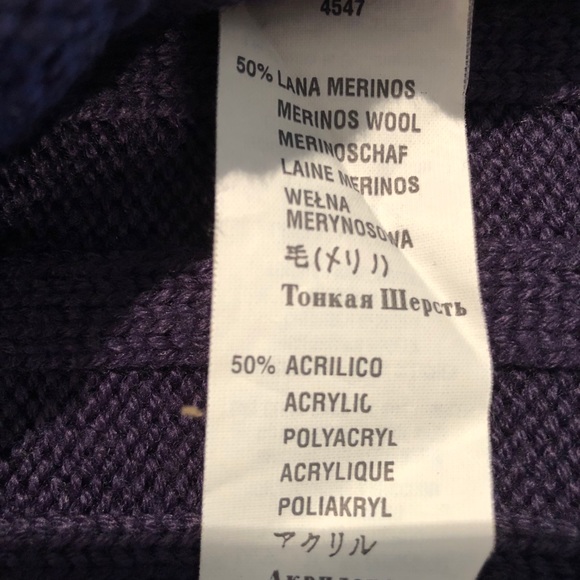 4547
50% LANA MERINOS
MERINOS WOOL
MERINOSCHAF
LAINE MERINOS
WEŁNA
MERYNOSOWA
毛(メリノ)
Тонкая Шерсть
50% ACRILICO
ACRYLIC
POLYACRYL
ACRYLIQUE
POLIAKRYL
アクリル